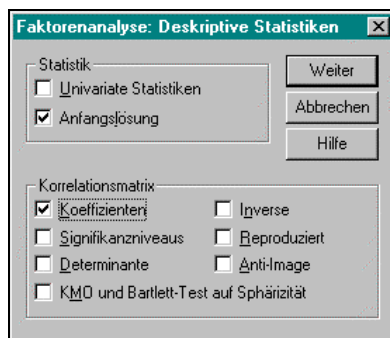 Faktorenanalyse: Deskriptive Statistiken
Statistik
Univariate Statistiken
Anfangslösung
Weiter
Abbrechen
Hilfe
Korrelationsmatrix
Koeffizienten
Inverse
Signifikanzniveaus
Reproduziert
Determinante
Anti-Image
KMO und Bartlett-Test auf Sphärizität